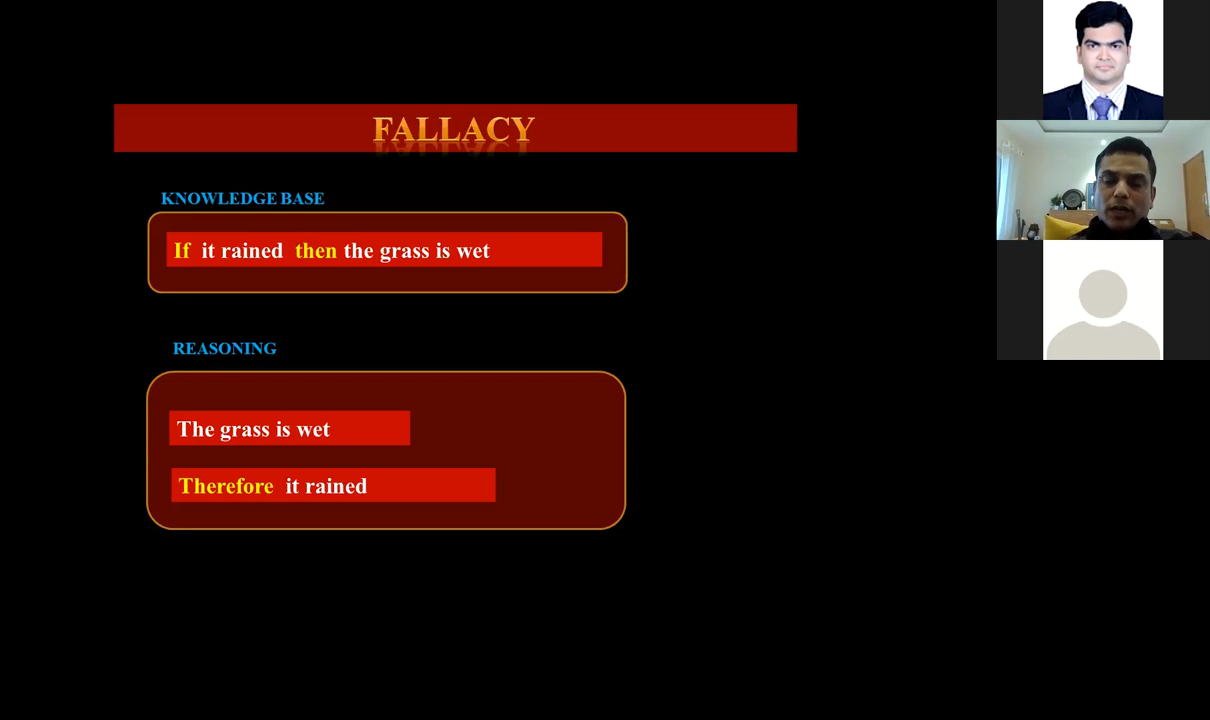 FALLACY
KNOWLEDGE BASE
If it rained then the grass is wet
REASONING
The grass is wet
Therefore it rained